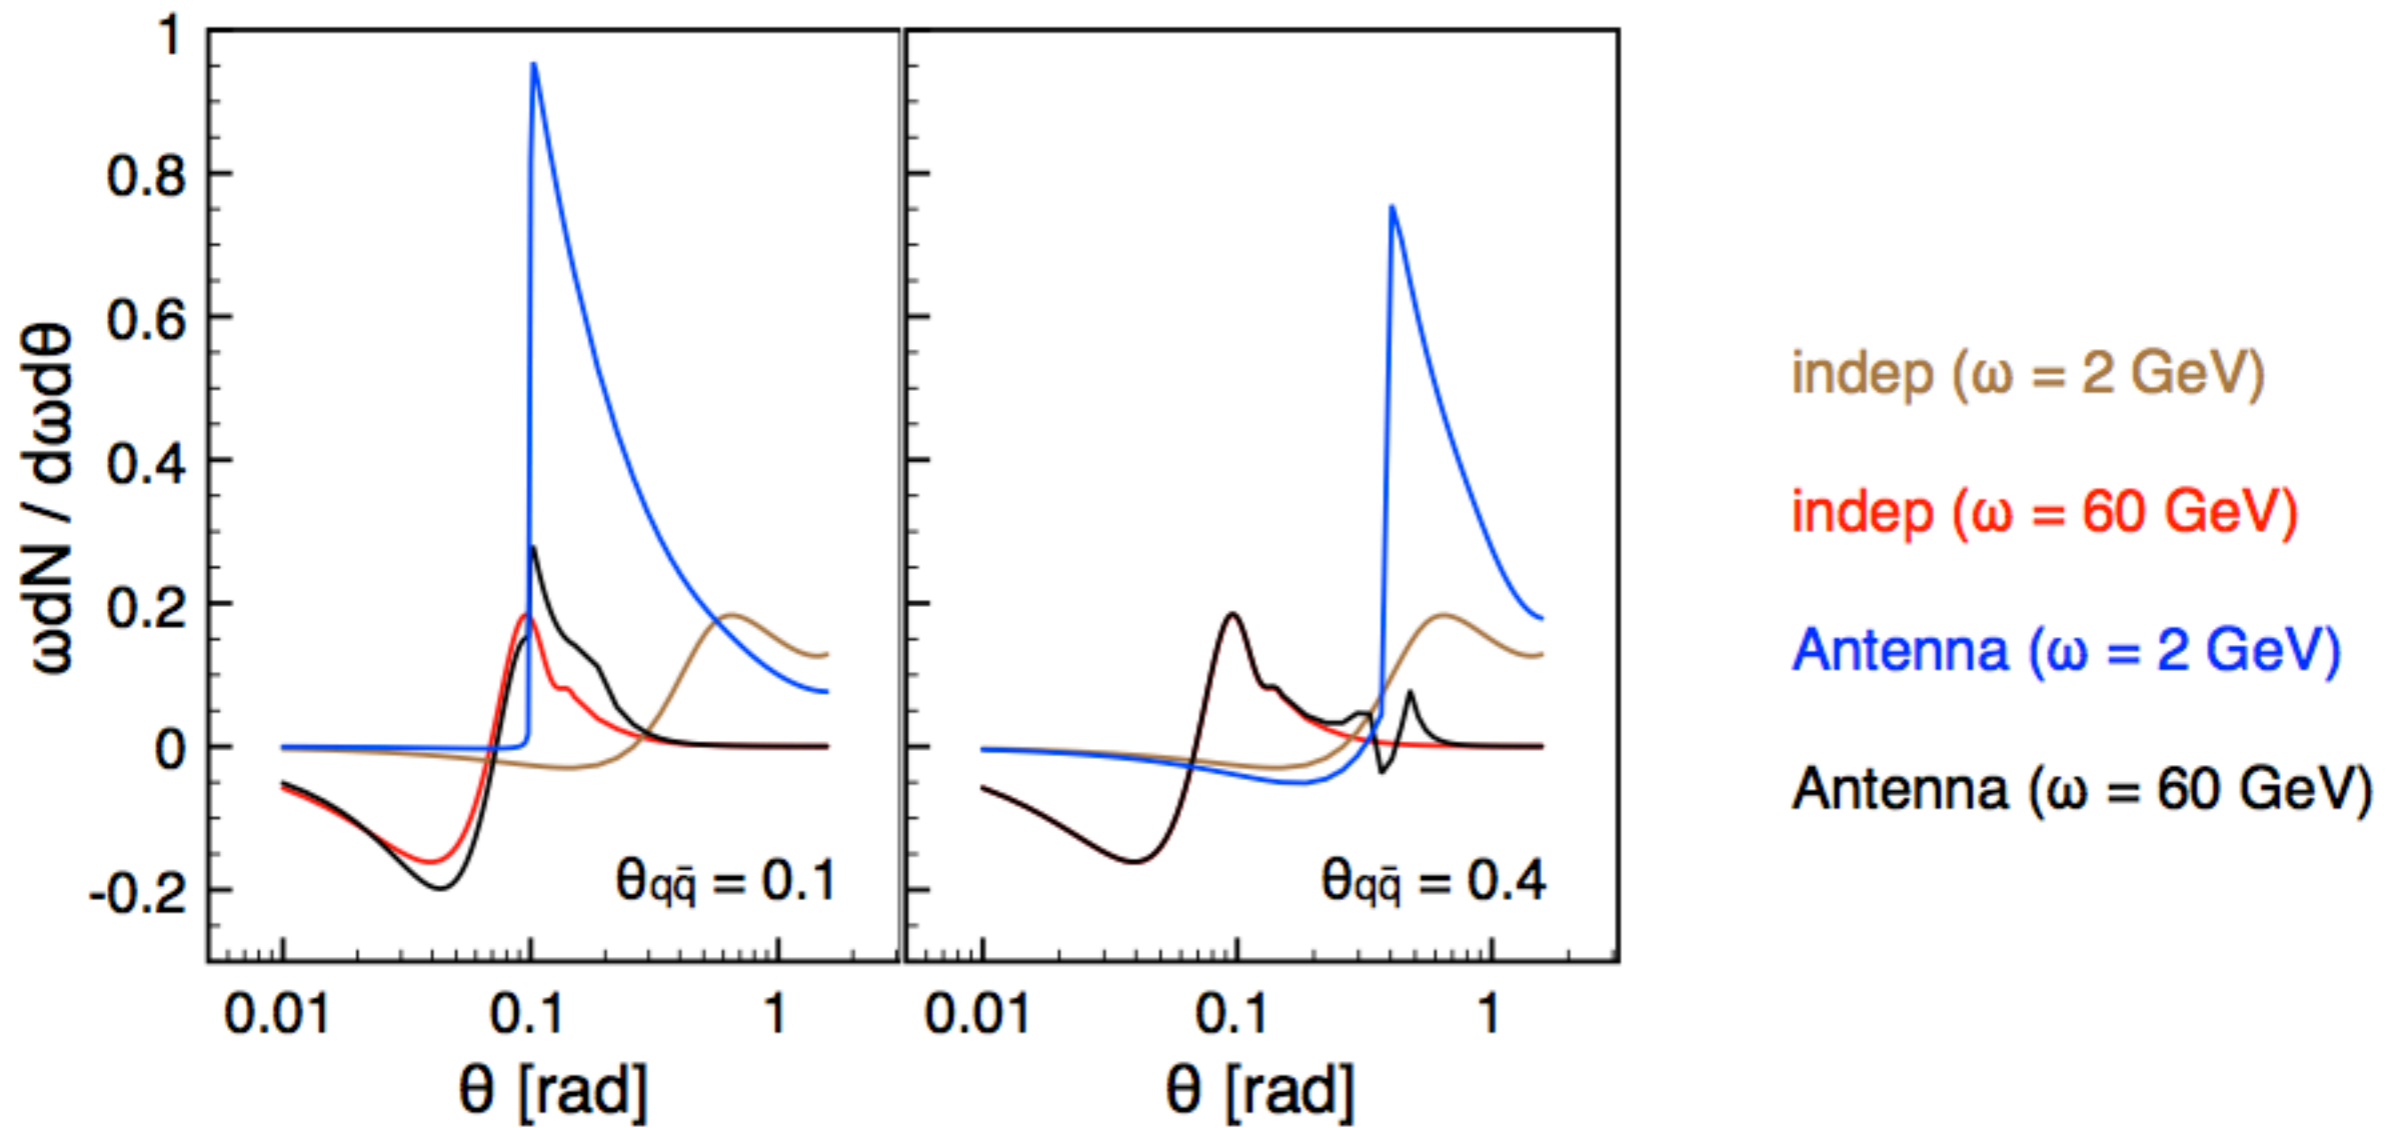 1
0.8
0.6
0.4
0.2
0
-0.2
ωdN / dωdθ
θqq̄ = 0.1
0.01 0.1 1
θ [rad]
θqq̄ = 0.4
0.01 0.1 1
θ [rad]
indep (ω = 2 GeV)
indep (ω = 60 GeV)
Antenna (ω = 2 GeV)
Antenna (ω = 60 GeV)